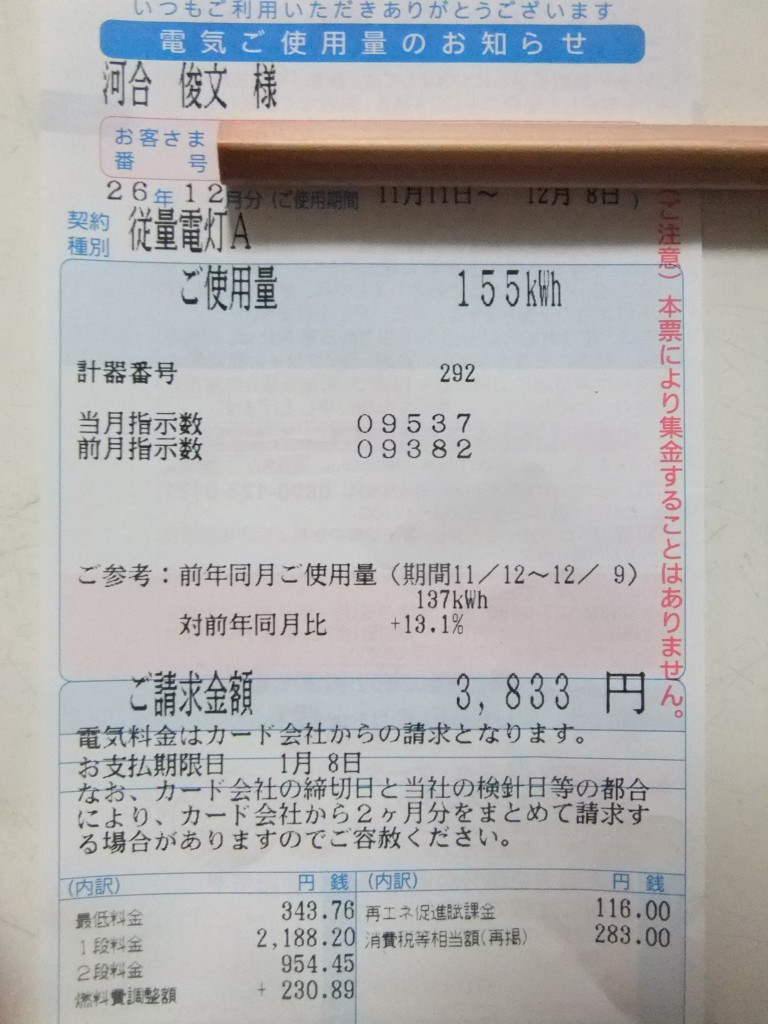 いつもご利用いただきありがとうございます
電気ご使用量のお知らせ
河合 俊文 様
お客さま
番号
26年12月分(ご使用期間 11月11日～ 12月 8日 )
契約
種別 従量電灯A
ご使用量 155kWh
計器番号 292
当月指示数 09537
前月指示数 09382
ご参考：前年同月ご使用量（期間11／12～12／ 9）
137kWh
対前年同月比 +13.1%
ご請求金額 3,833 円
電気料金はカード会社からの請求となります。
お支払期限日 1月 8日
なお、カード会社の締切日と当社の検針日等の都合
により、カード会社から２ヶ月分をまとめて請求す
る場合がありますのでご容赦ください。
(内訳) 円 銭
最低料金 343.76
1段料金 2,188.20
2段料金 954.45
燃料費調整額 + 230.89
(内訳) 円 銭
再エネ促進賦課金 116.00
消費税等相当額(再掲) 283.00
(ご注意) 本票により集金することはありません。